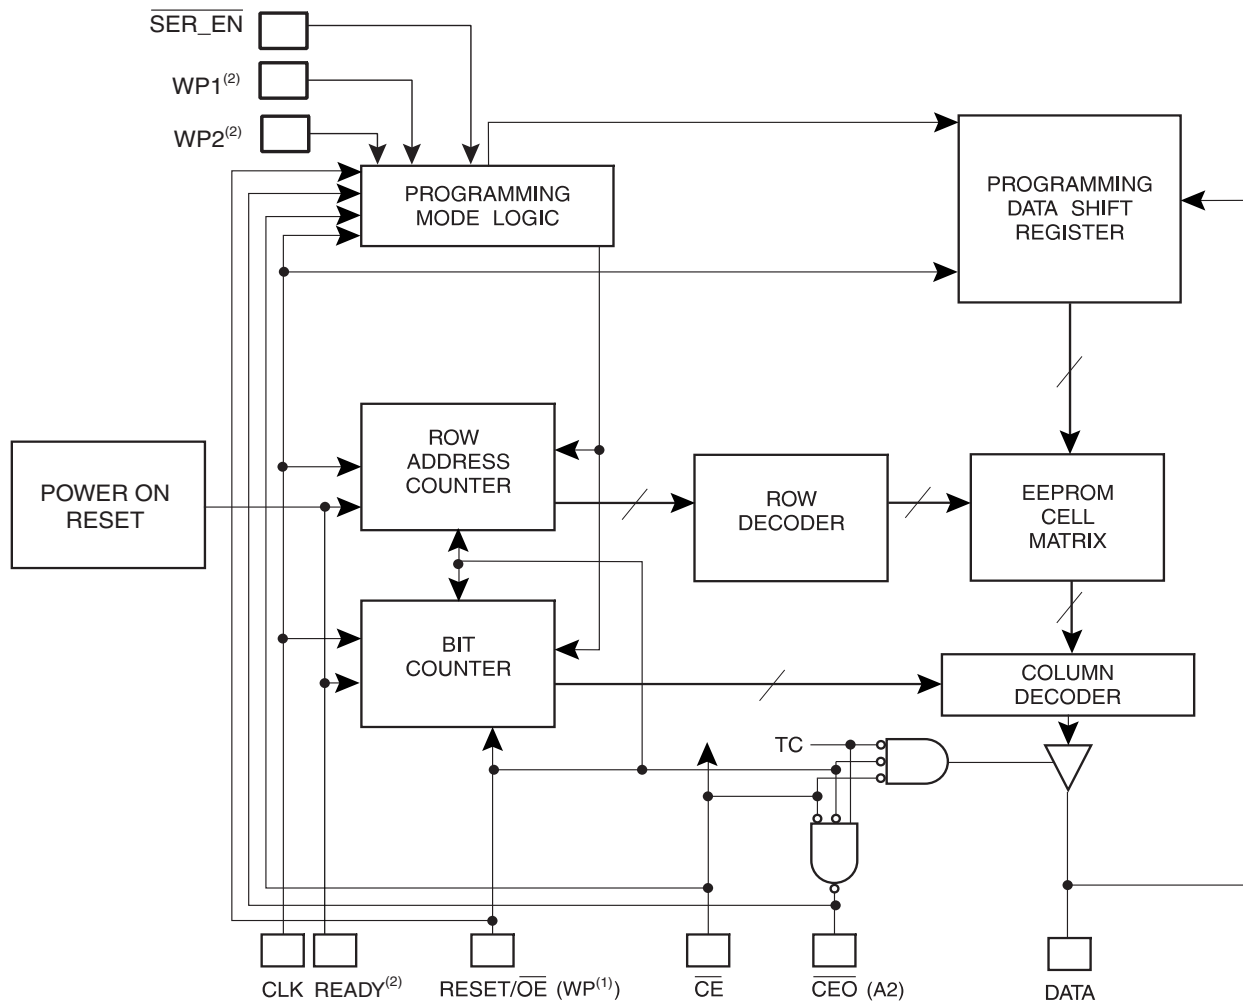 SER_EN
WP1(2)
WP2(2)
PROGRAMMING
MODE LOGIC
PROGRAMMING
DATA SHIFT
REGISTER
POWER ON
RESET
ROW
ADDRESS
COUNTER
ROW
DECODER
EEPROM
CELL
MATRIX
BIT
COUNTER
COLUMN
DECODER
TC
CLK
READY(2)
RESET/OE (WP(1))
CE
CEO (A2)
DATA